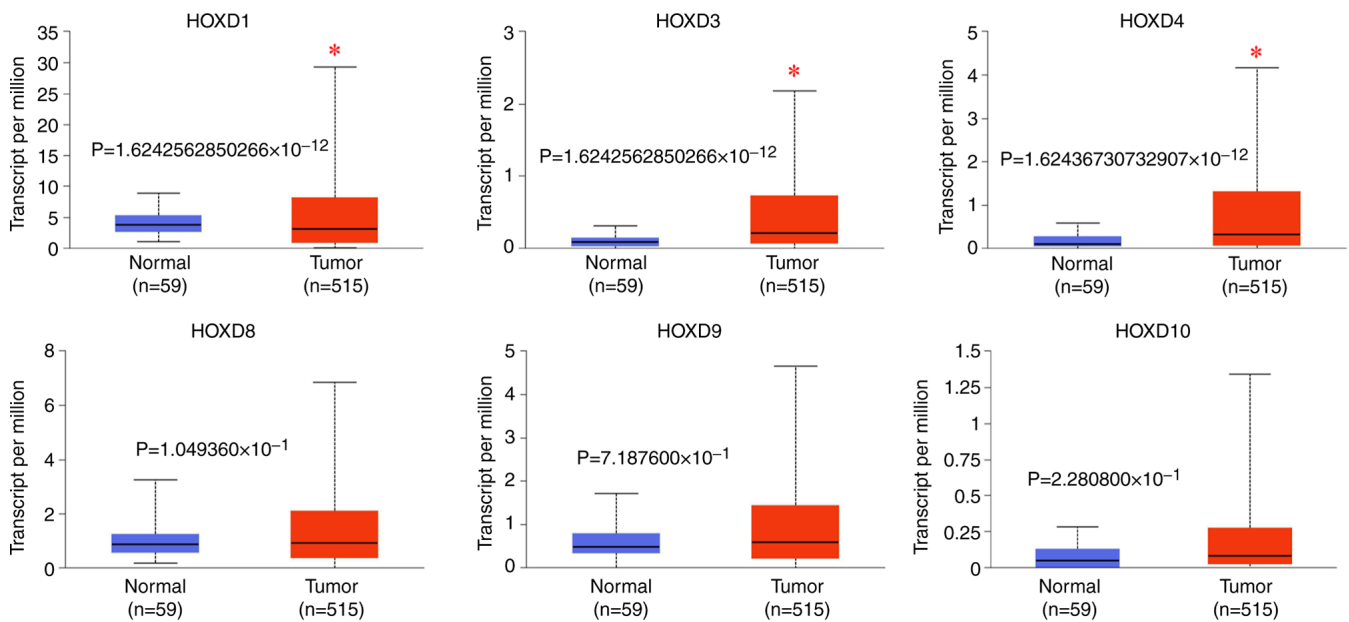 HOXD1
Transcript per million
35
30
25
20
15
10
5
0
*
P=1.6242562850266×10−12
Normal
(n=59)
Tumor
(n=515)
HOXD3
Transcript per million
3
2
1
0
*
P=1.6242562850266×10−12
Normal
(n=59)
Tumor
(n=515)
HOXD4
Transcript per million
5
4
3
2
1
0
*
P=1.62436730732907×10−12
Normal
(n=59)
Tumor
(n=515)
HOXD8
Transcript per million
8
6
4
2
0
P=1.049360×10−1
Normal
(n=59)
Tumor
(n=515)
HOXD9
Transcript per million
5
4
3
2
1
0
P=7.187600×10−1
Normal
(n=59)
Tumor
(n=515)
HOXD10
Transcript per million
1.5
1.25
1
0.75
0.5
0.25
0
P=2.280800×10−1
Normal
(n=59)
Tumor
(n=515)